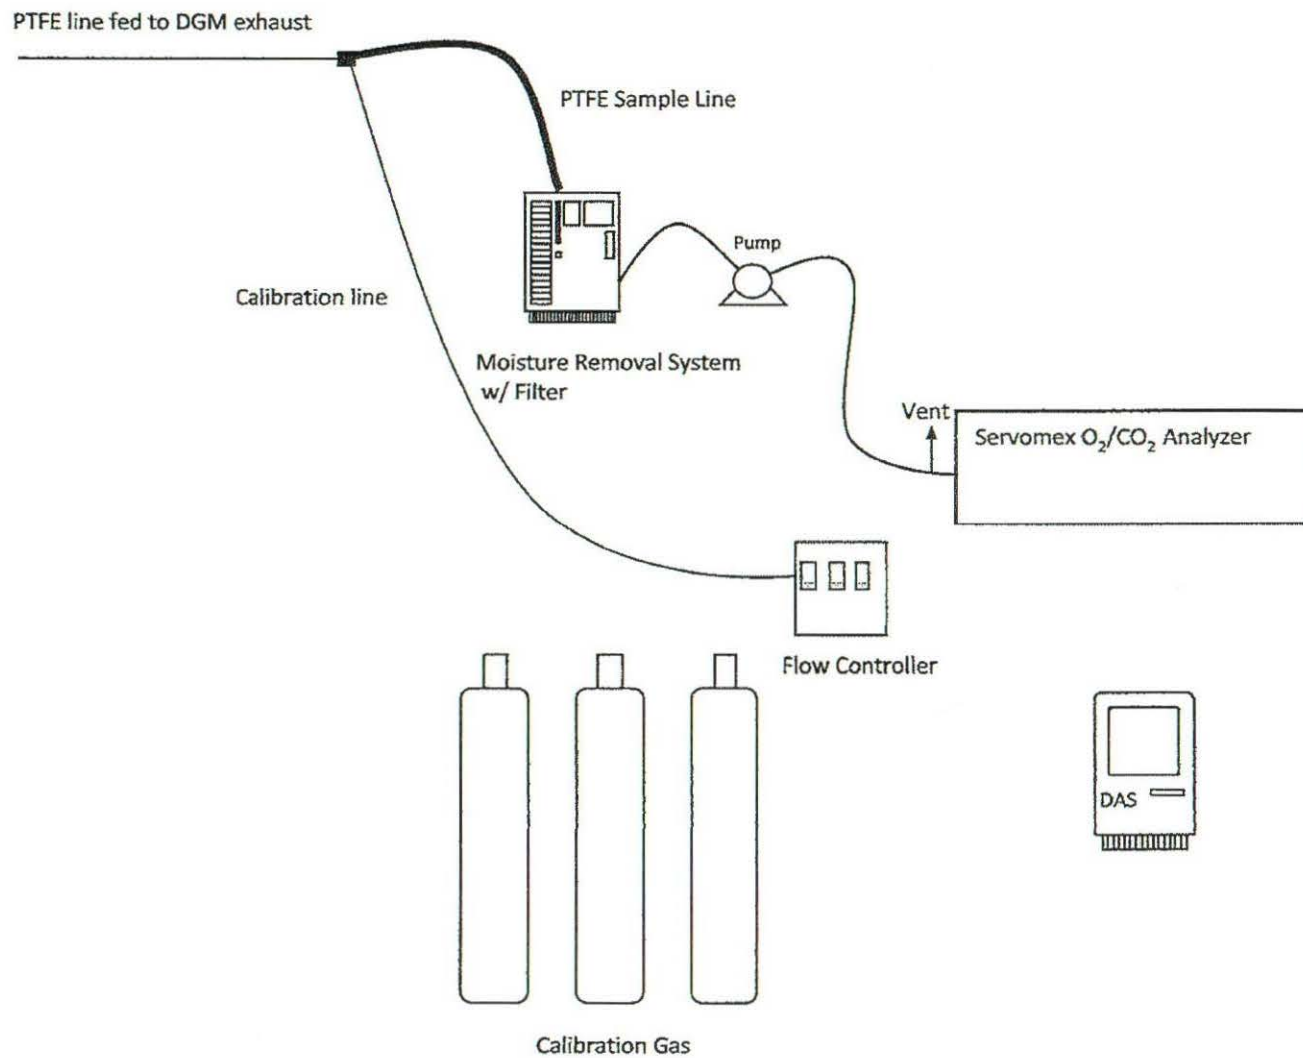 PTFE line fed to DGM exhaust
PTFE Sample Line
Pump
Calibration line
Moisture Removal System
w/ Filter
Vent
Servomex O₂/CO₂ Analyzer
Flow Controller
DAS
Calibration Gas